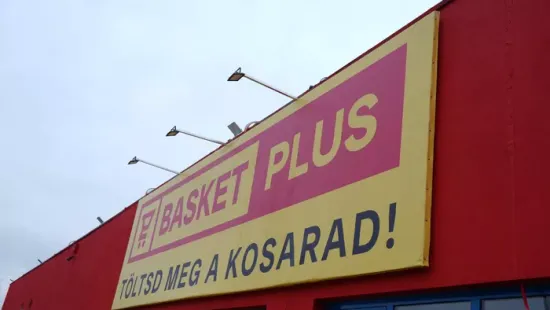 BASKET PLUS
TÖLTSD MEG A KOSARAD!